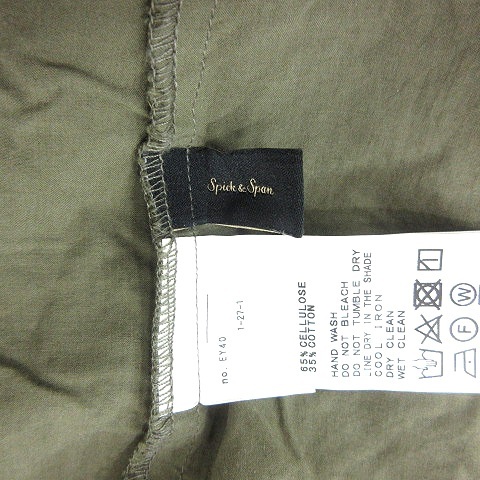 Spick & Span
no. EY40
1-27-1
65% CELLULOSE
35% COTTON
HAND WASH
DO NOT BLEACH
DO NOT TUMBLE DRY
LINE DRY IN THE SHADE
COOL IRON
DRY CLEAN
WET CLEAN
F
W